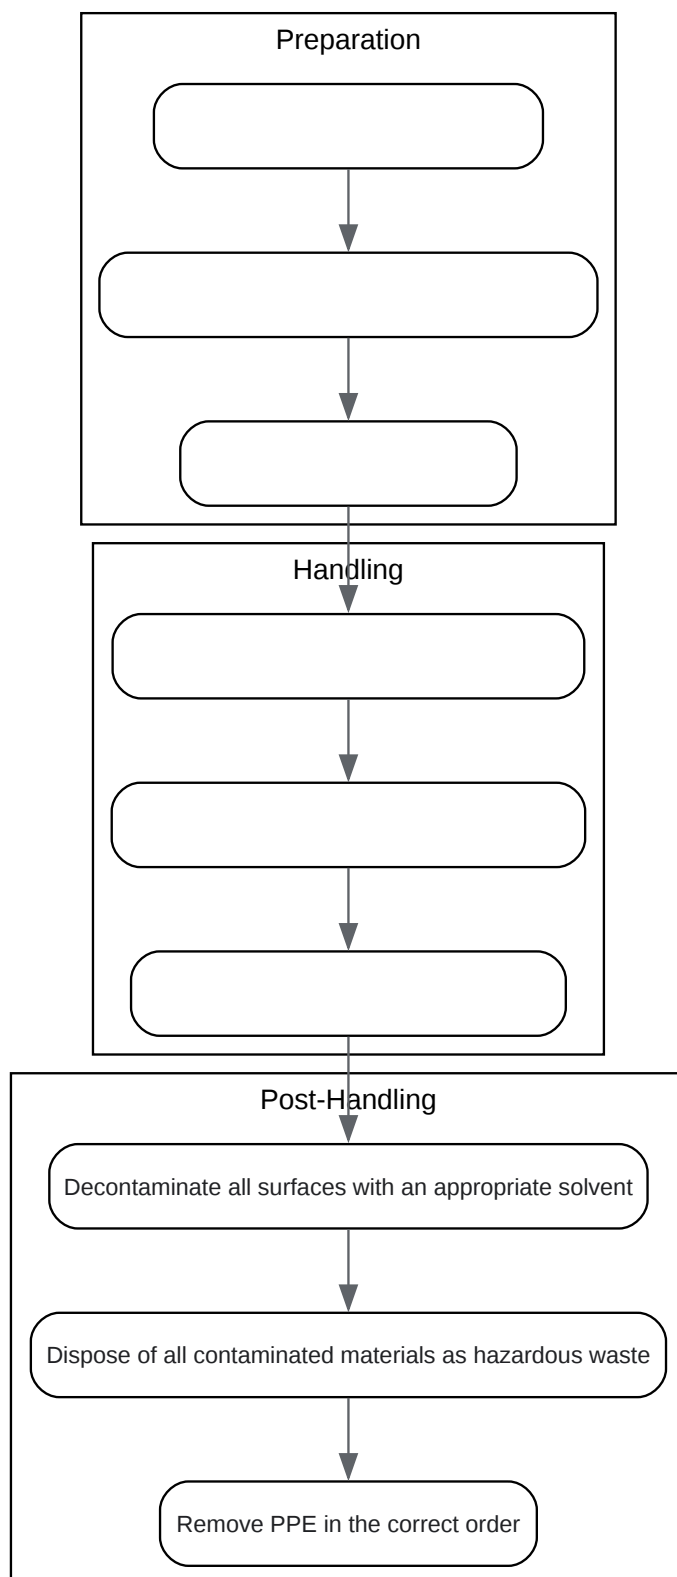 Preparation
Handling
Post-Handling
Decontaminate all surfaces with an appropriate solvent
Dispose of all contaminated materials as hazardous waste
Remove PPE in the correct order